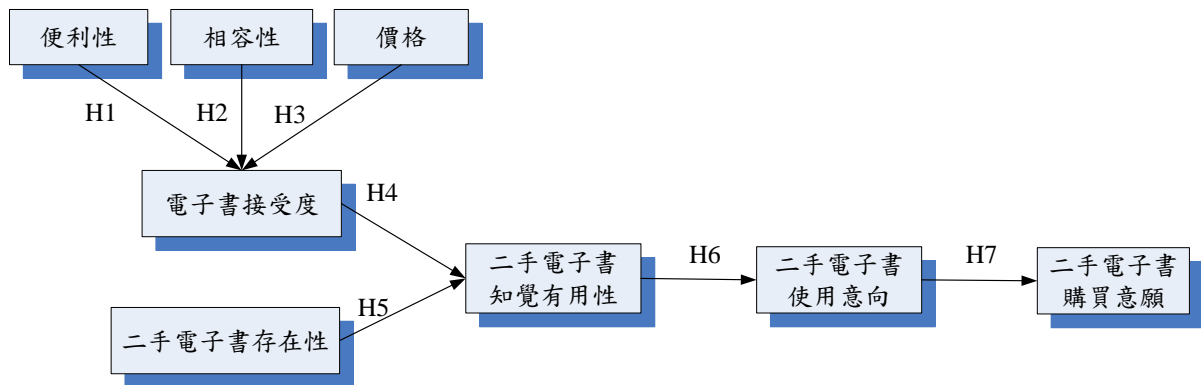 便利性
相容性
價格
H1
H2
H3
電子書接受度
H4
二手電子書
知覺有用性
H6
二手電子書
使用意向
H7
二手電子書
購買意願
H5
二手電子書存在性